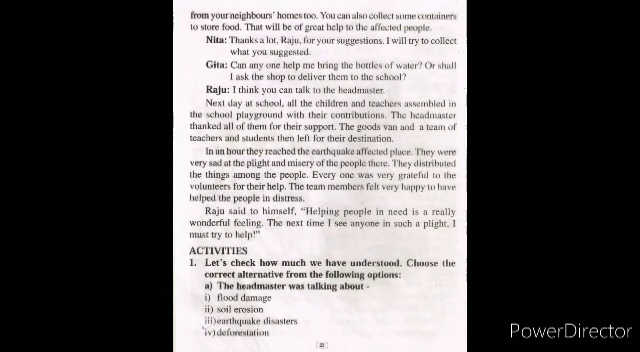 from your neighbours' homes too. You can also collect some containers
to store food. That will be of great help to the affected people.
Nita: Thanks a lot, Raju, for your suggestions. I will try to collect
what you suggested.
Gita: Can any one help me bring the bottles of water? Or shall
I ask the shop to deliver them to the school?
Raju: I think you can talk to the headmaster.
Next day at school, all the children and teachers assembled in
the school playground with their contributions. The headmaster
thanked all of them for their support. The goods van and a team of
teachers and students then left for their destination.
In an hour they reached the earthquake affected place. They were
very sad at the plight and misery of the people there. They distributed
the things among the people. Every one was very grateful to the
volunteers for their help. The team members felt very happy to have
helped the people in distress.
Raju said to himself, "Helping people in need is a really
wonderful feeling. The next time I see anyone in such a plight, I
must try to help!"
ACTIVITIES
1. Let's check how much we have understood. Choose the
correct alternative from the following options:
a) The headmaster was talking about -
i) flood damage
ii) soil erosion
iii)earthquake disasters
iv)deforestation
PowerDirector